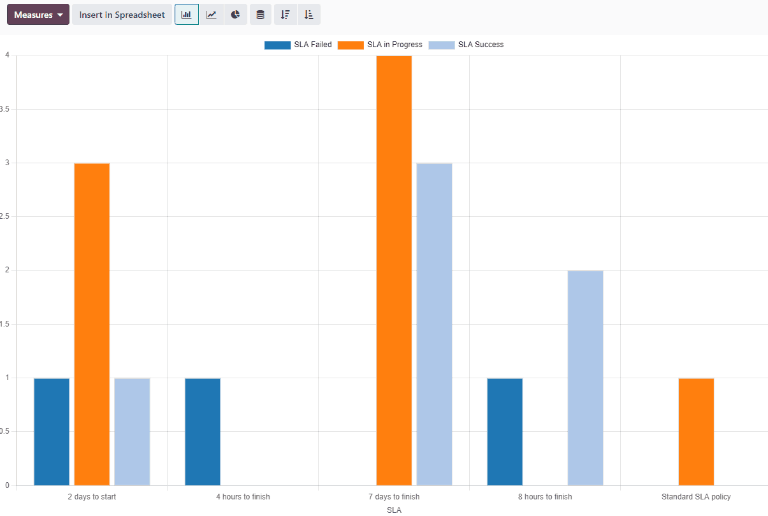 Measures Insert in Spreadsheet
SLA Failed SLA in Progress SLA Success
4
3.5
3
2.5
2
1.5
1
0.5
0
2 days to start 4 hours to finish 7 days to finish 8 hours to finish Standard SLA policy
SLA